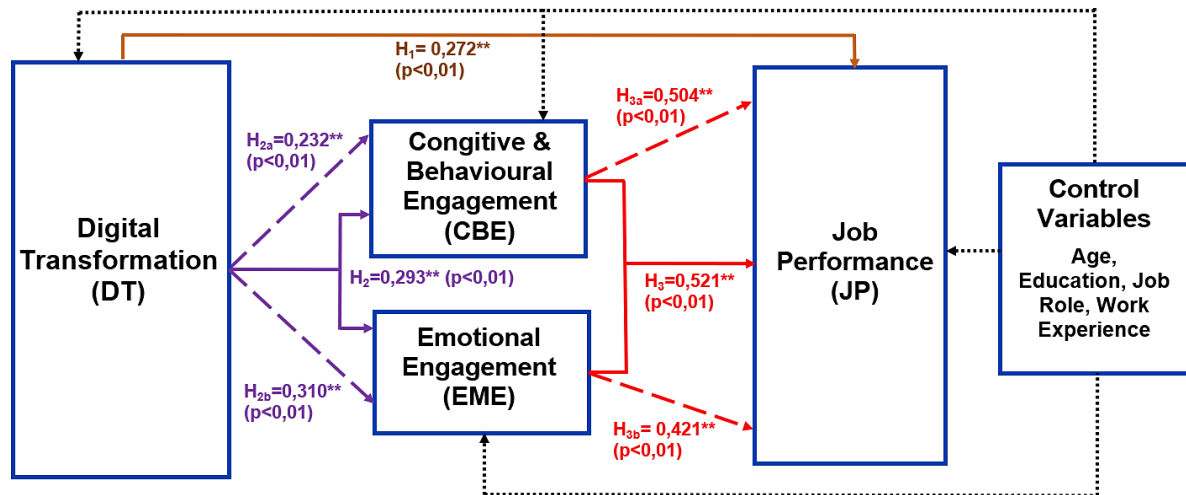 H1= 0,272**
(p<0,01)
Digital
Transformation
(DT)
H2a=0,232**
(p<0,01)
H2=0,293** (p<0,01)
H2b=0,310**
(p<0,01)
Congitive &
Behavioural
Engagement
(CBE)
Emotional
Engagement
(EME)
H3a=0,504**
(p<0,01)
H3=0,521**
(p<0,01)
H3b= 0,421**
(p<0,01)
Job
Performance
(JP)
Control
Variables
Age,
Education, Job
Role, Work
Experience